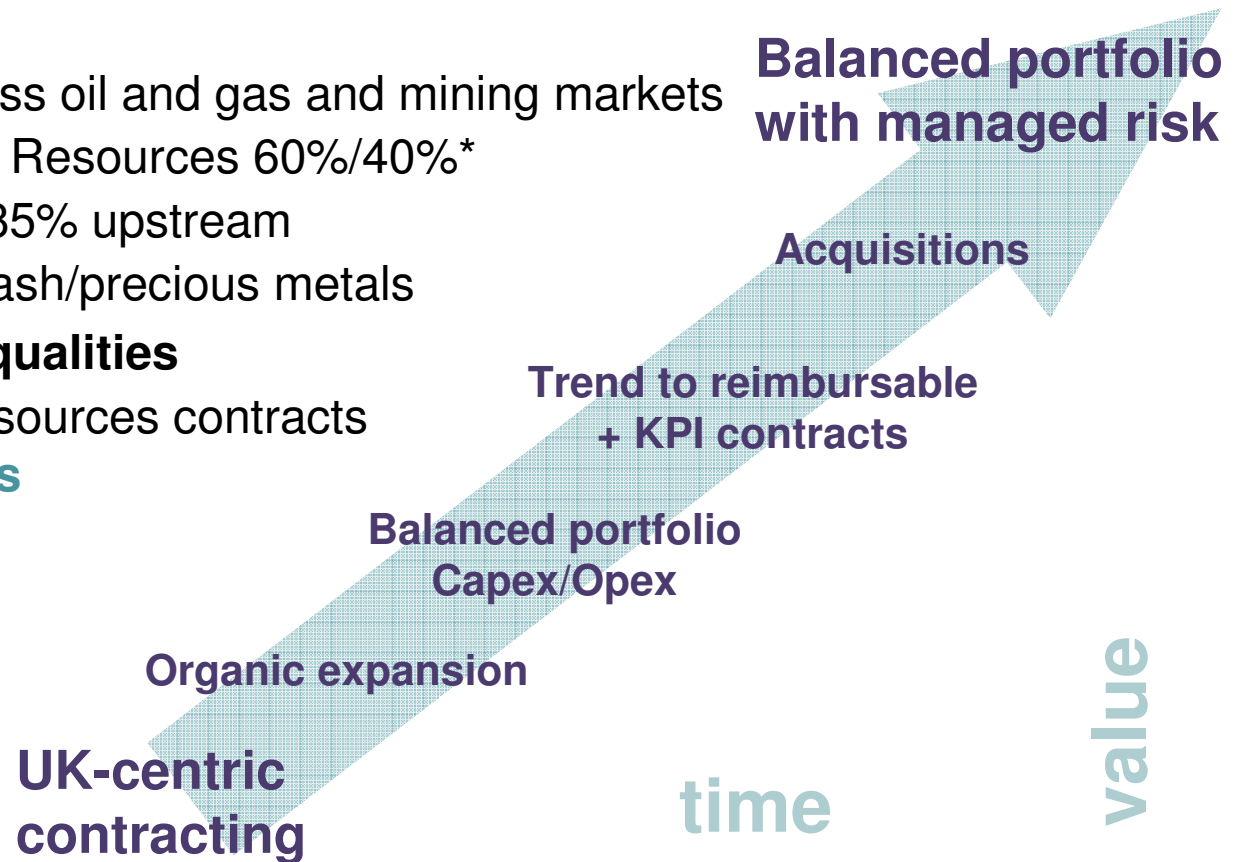 Balanced portfolio
with managed risk
ss oil and gas and mining markets
Resources 60%/40%*
35% upstream
ash/precious metals
qualities
sources contracts
s
Acquisitions
Trend to reimbursable
+ KPI contracts
Balanced portfolio
Capex/Opex
Organic expansion
UK-centric
contracting
time
value